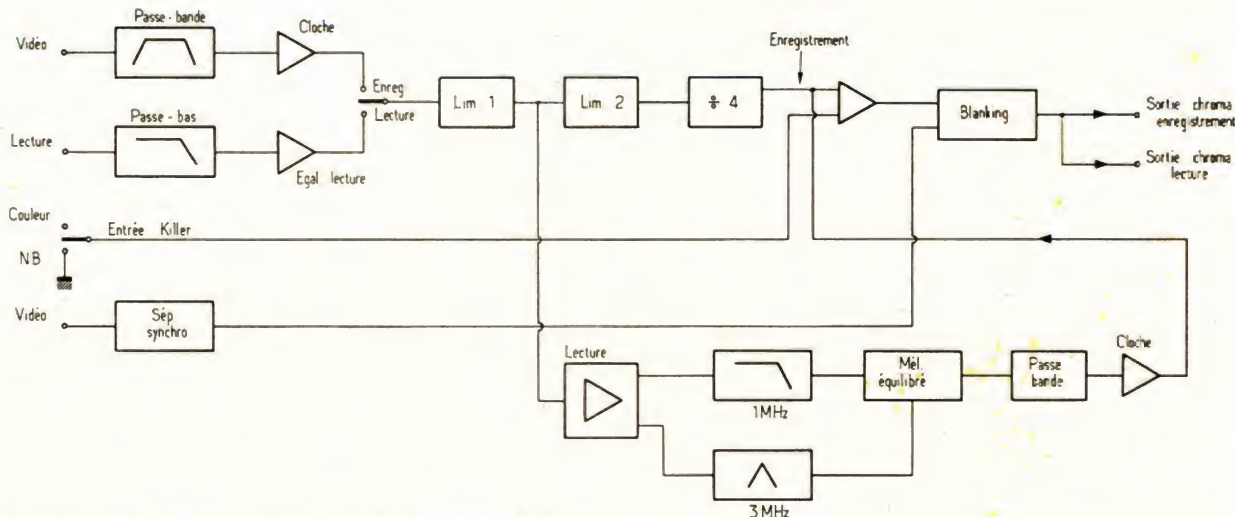 Passe-bande
Cloche
Vidéo
Enregistrement
Enreg
Lecture
Lim 1
Lim 2
÷ 4
Blanking
Sortie chroma
enregistrement
Sortie chroma
lecture
Passe-bas
Lecture
Egal lecture
Couleur
Entrée Killer
NB
Vidéo
Sép
synchro
Lecture
1MHz
Mél.
équilibré
Passe
bande
Cloche
3MHz